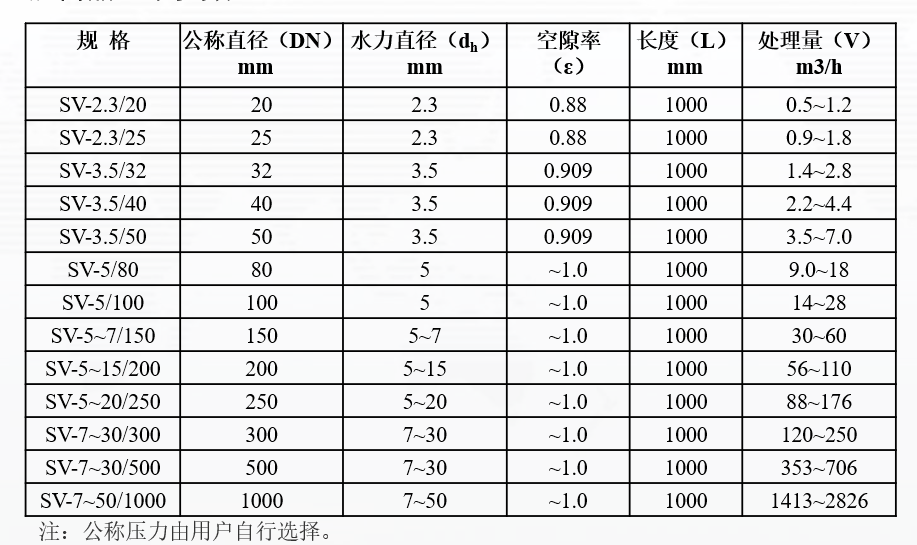 规 格 公称直径（DN） mm 水力直径（dh） mm 空隙率 （ε） 长度（L） mm 处理量（V） m3/h
SV-2.3/20 20 2.3 0.88 1000 0.5~1.2
SV-2.3/25 25 2.3 0.88 1000 0.9~1.8
SV-3.5/32 32 3.5 0.909 1000 1.4~2.8
SV-3.5/40 40 3.5 0.909 1000 2.2~4.4
SV-3.5/50 50 3.5 0.909 1000 3.5~7.0
SV-5/80 80 5 ~1.0 1000 9.0~18
SV-5/100 100 5 ~1.0 1000 14~28
SV-5~7/150 150 5~7 ~1.0 1000 30~60
SV-5~15/200 200 5~15 ~1.0 1000 56~110
SV-5~20/250 250 5~20 ~1.0 1000 88~176
SV-7~30/300 300 7~30 ~1.0 1000 120~250
SV-7~30/500 500 7~30 ~1.0 1000 353~706
SV-7~50/1000 1000 7~50 ~1.0 1000 1413~2826
注：公称压力由用户自行选择。